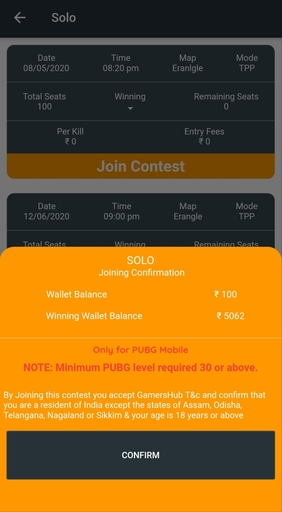 Solo
Date Time Map Mode
08/05/2020 08:20 pm Eranlgle TPP
Total Seats Winning Remaining Seats
100 0
Per Kill Entry Fees
₹ 0 ₹ 0
Join Contest
Date Time Map Mode
12/06/2020 09:00 pm Erangle TPP
Total Seats Winning Remaining Seats
SOLO
Joining Confirmation
Wallet Balance ₹ 100
Winning Wallet Balance ₹ 5062
Only for PUBG Mobile
NOTE: Minimum PUBG level required 30 or above.
By Joining this contest you accept GamersHub T&c and confirm that
you are a resident of India except the states of Assam, Odisha,
Telangana, Nagaland or Sikkim & your age is 18 years or above
CONFIRM